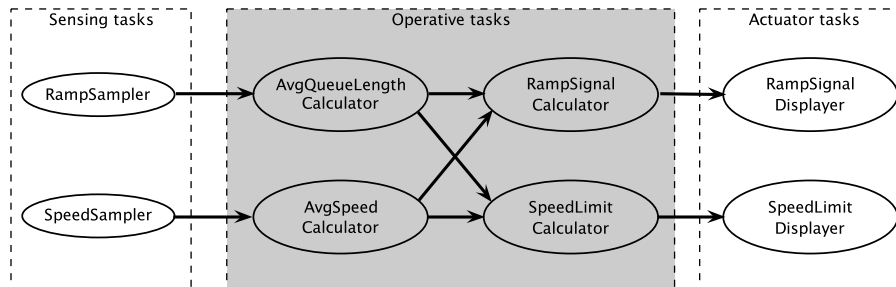 Sensing tasks
Operative tasks
Actuator tasks
RampSampler
AvgQueueLength
Calculator
RampSignal
Calculator
RampSignal
Displayer
SpeedSampler
AvgSpeed
Calculator
SpeedLimit
Calculator
SpeedLimit
Displayer